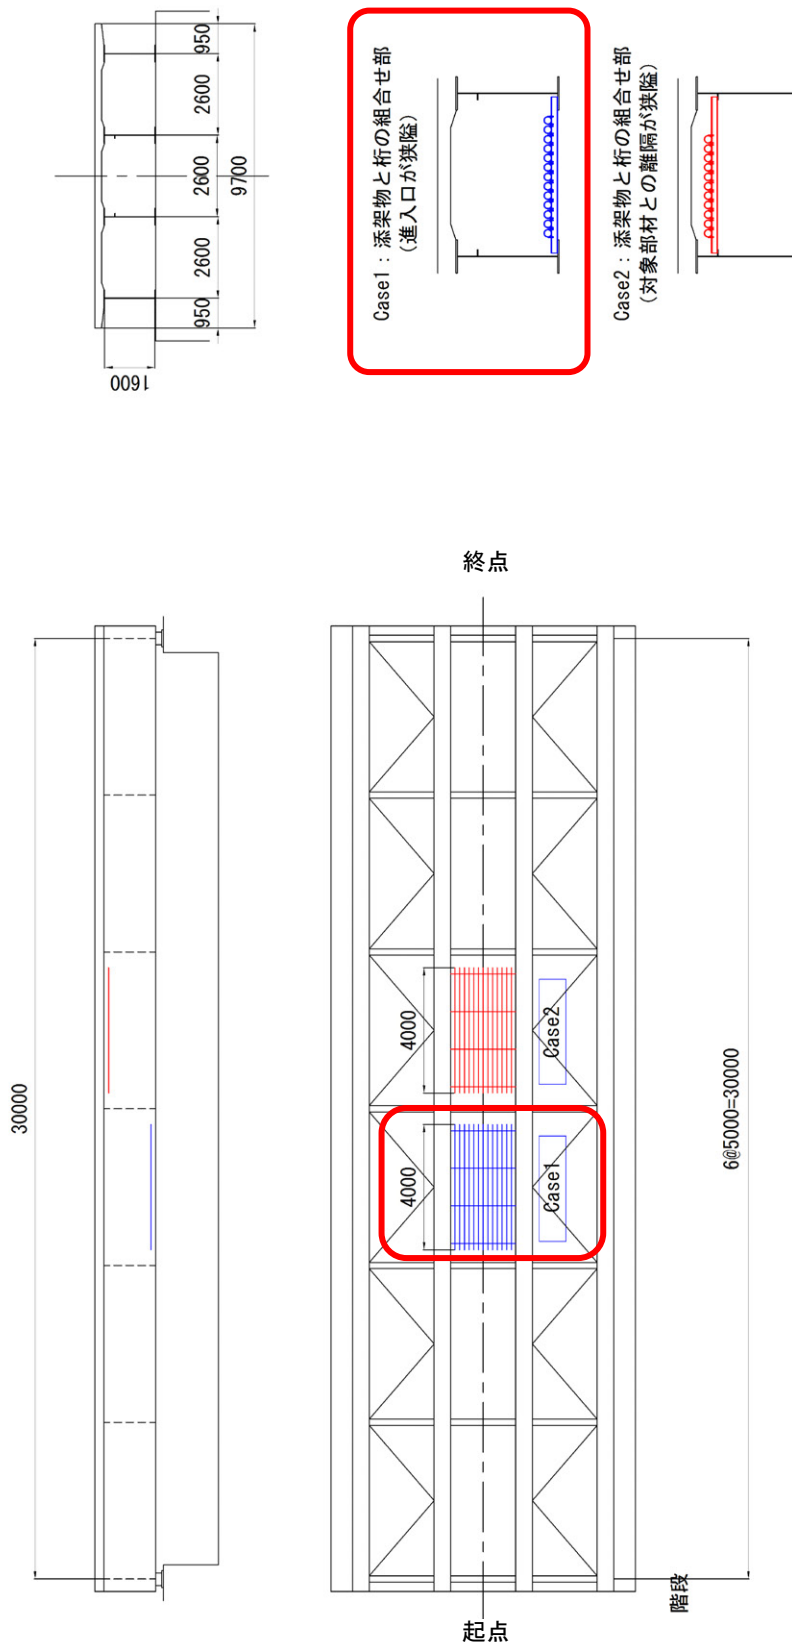 950
2600
2600
9700
2600
950
1600
Case1：添架物と桁の組合せ部
（進入口が狭隘）
Case2：添架物と桁の組合せ部
（対象部材との離隔が狭隘）
終点
30000
4000
Case2
4000
Case1
6@5000=30000
階段
起点